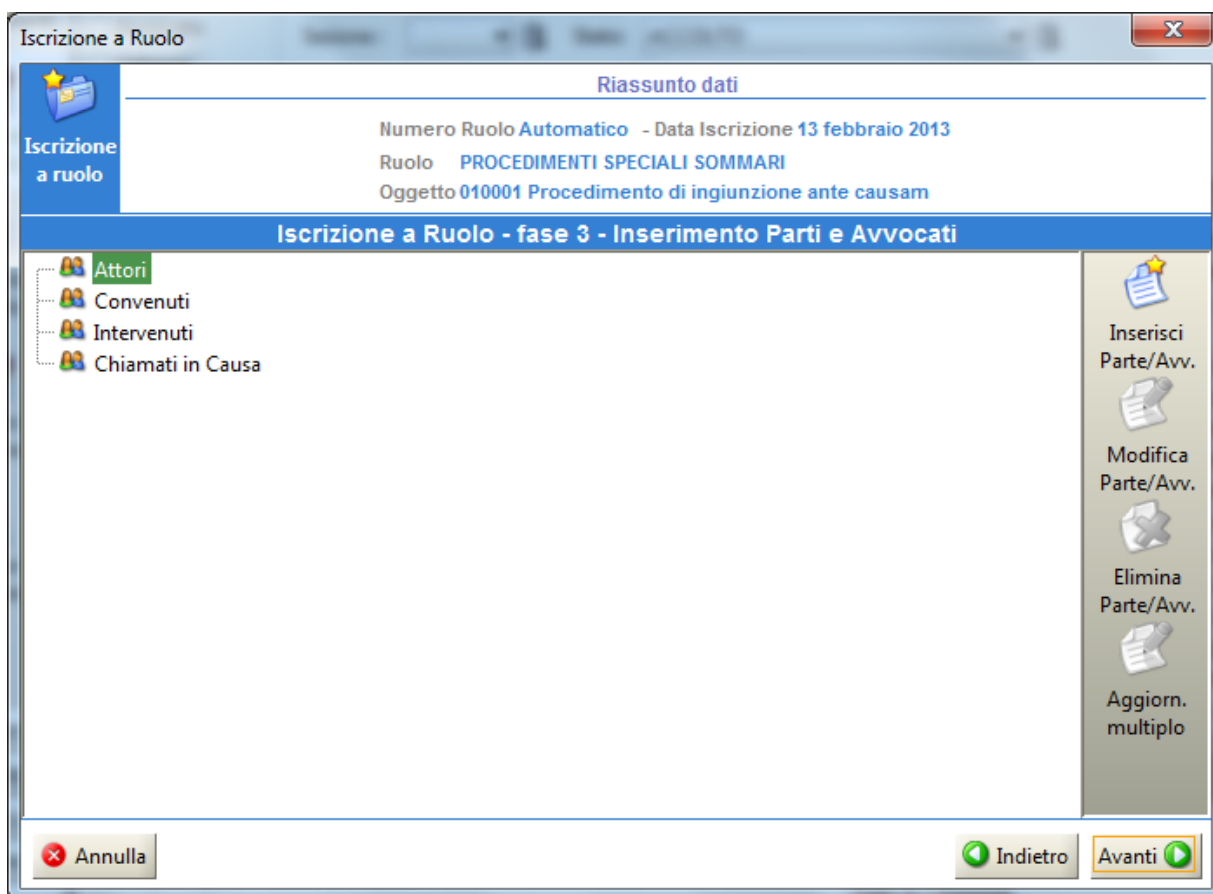 Iscrizione a Ruolo
Riassunto dati
Iscrizione
a ruolo
Numero Ruolo Automatico - Data Iscrizione 13 febbraio 2013
Ruolo PROCEDIMENTI SPECIALI SOMMARI
Oggetto 010001 Procedimento di ingiunzione ante causam
Iscrizione a Ruolo - fase 3 - Inserimento Parti e Avvocati
Attori
Convenuti
Intervenuti
Chiamati in Causa
Inserisci
Parte/Avv.
Modifica
Parte/Avv.
Elimina
Parte/Avv.
Aggiorn.
multiplo
Annulla
Indietro
Avanti